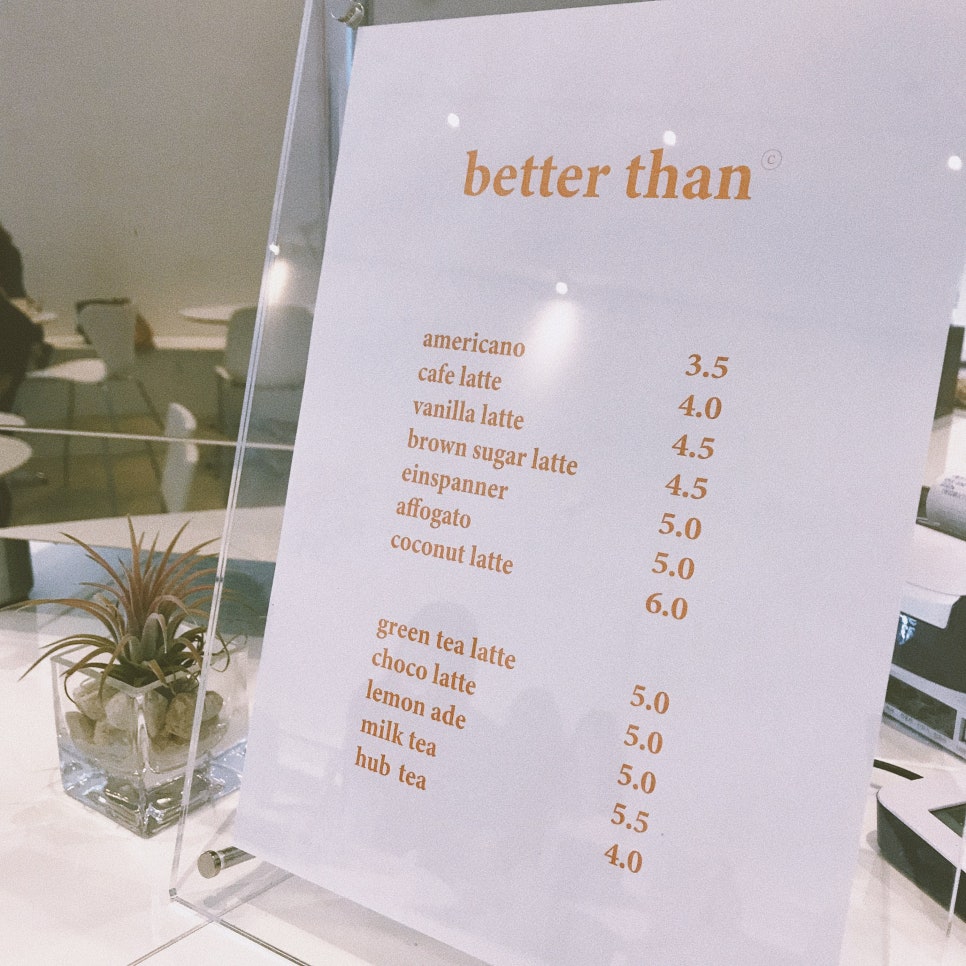 better than ©
americano 3.5
cafe latte 4.0
vanilla latte 4.5
brown sugar latte 4.5
einspanner 5.0
affogato 5.0
coconut latte 6.0
green tea latte 5.0
choco latte 5.0
lemon ade 5.0
milk tea 5.5
hub tea 4.0